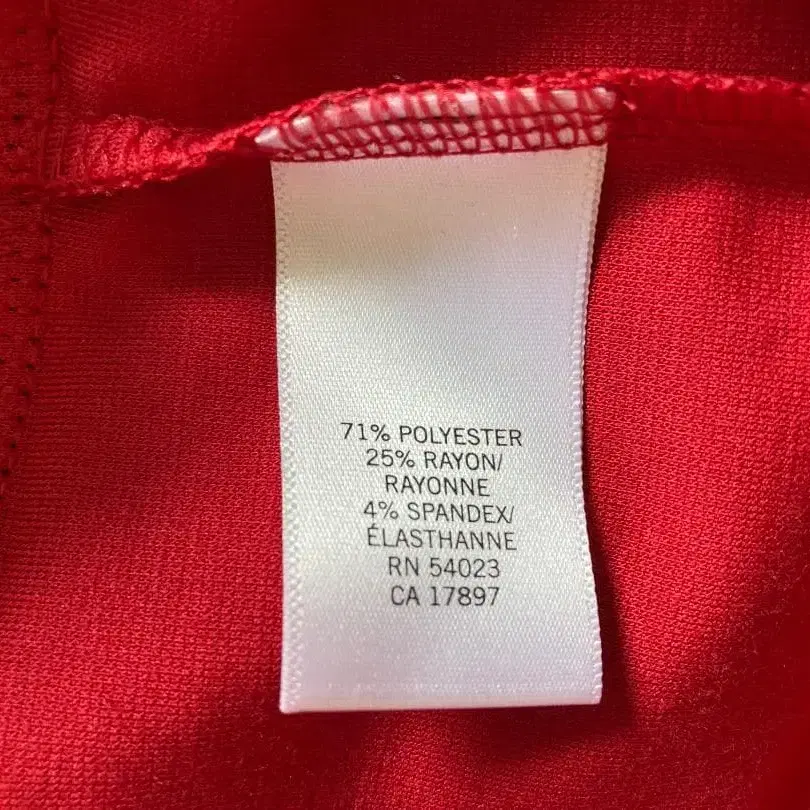 71% POLYESTER
25% RAYON/
RAYONNE
4% SPANDEX/
ÉLASTHANNE
RN 54023
CA 17897